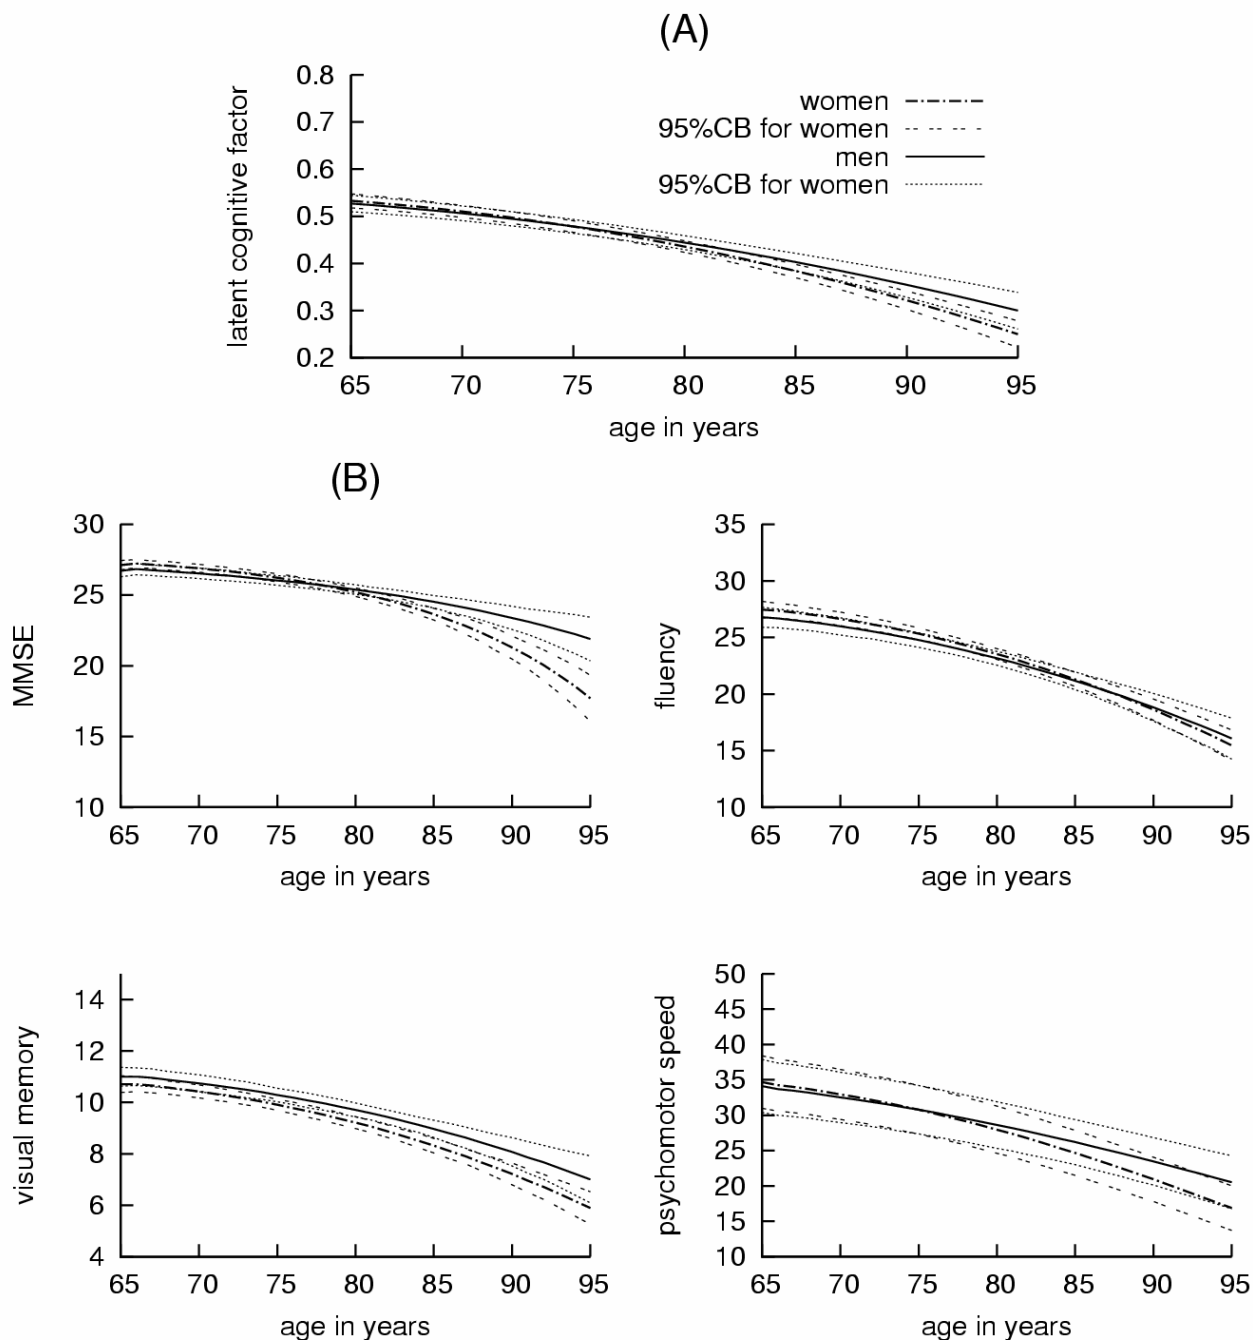 (A)
latent cognitive factor
0.8
0.7
0.6
0.5
0.4
0.3
0.2
women
95%CB for women
men
95%CB for women
65 70 75 80 85 90 95
age in years
(B)
MMSE
30
25
20
15
10
65 70 75 80 85 90 95
age in years
fluency
35
30
25
20
15
10
65 70 75 80 85 90 95
age in years
visual memory
14
12
10
8
6
4
65 70 75 80 85 90 95
age in years
psychomotor speed
50
45
40
35
30
25
20
15
10
65 70 75 80 85 90 95
age in years